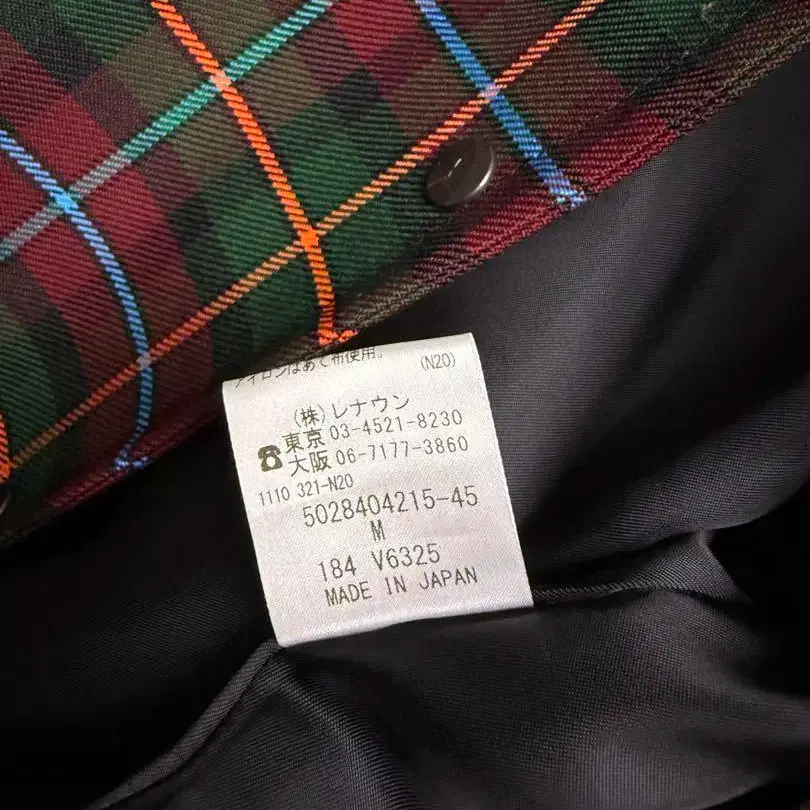 アイロンはあて布使用。 (N20)
(株)レナウン
☎東京 03-4521-8230
大阪 06-7177-3860
1110 321-N20
5028404215-45
M
184 V6325
MADE IN JAPAN